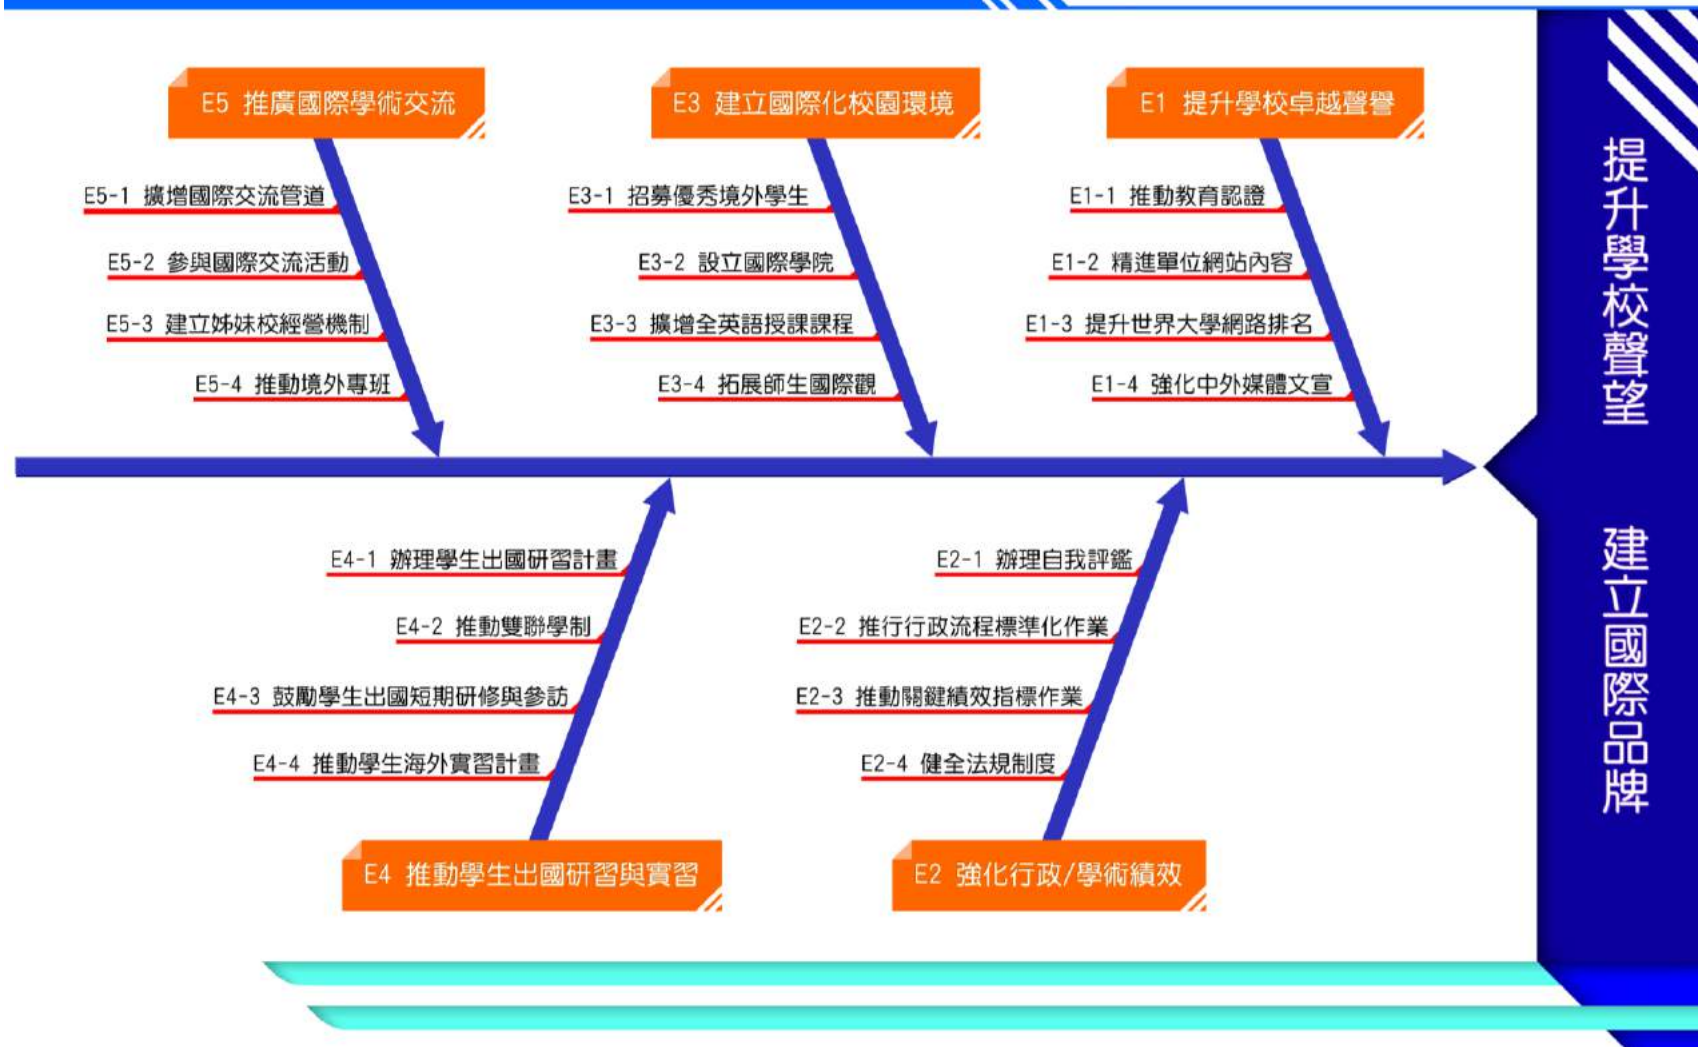 E5 推廣國際學術交流
E5-1 擴增國際交流管道
E5-2 參與國際交流活動
E5-3 建立姊妹校經營機制
E5-4 推動境外專班
E3 建立國際化校園環境
E3-1 招募優秀境外學生
E3-2 設立國際學院
E3-3 擴增全英語授課課程
E3-4 拓展師生國際觀
E1 提升學校卓越聲譽
E1-1 推動教育認證
E1-2 精進單位網站內容
E1-3 提升世界大學網路排名
E1-4 強化中外媒體文宣
E4-1 辦理學生出國研習計畫
E4-2 推動雙聯學制
E4-3 鼓勵學生出國短期研修與參訪
E4-4 推動學生海外實習計畫
E4 推動學生出國研習與實習
E2-1 辦理自我評鑑
E2-2 推行行政流程標準化作業
E2-3 推動關鍵績效指標作業
E2-4 健全法規制度
E2 強化行政/學術績效
提升學校聲望 建立國際品牌